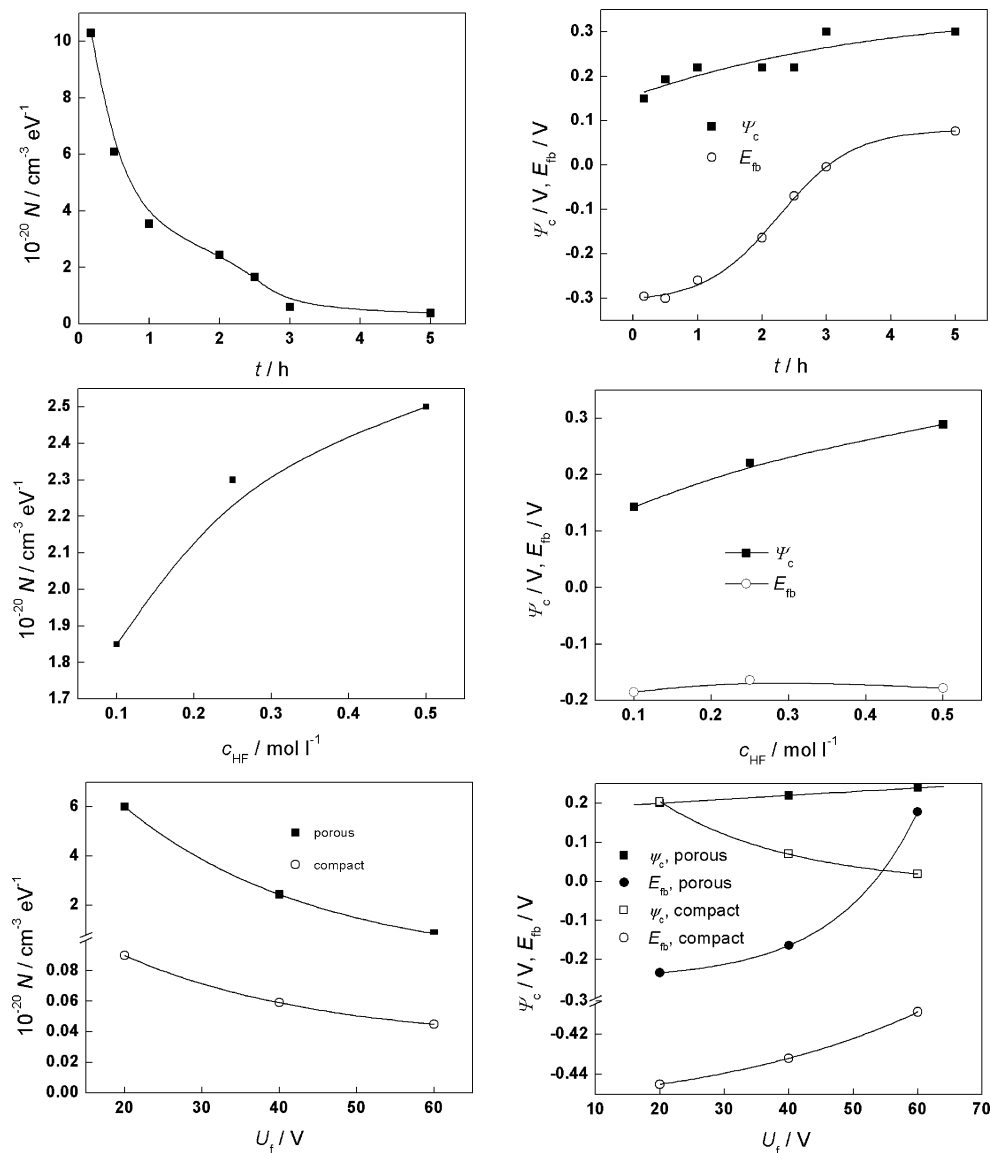 10
8
6
4
2
0
10⁻²⁰ N / cm⁻³ eV⁻¹
0 1 2 3 4 5
t / h
0.3
0.2
0.1
0.0
-0.1
-0.2
-0.3
Ψc / V, Efb / V
Ψc
Efb
0 1 2 3 4 5
t / h
2.5
2.4
2.3
2.2
2.1
2.0
1.9
1.8
1.7
10⁻²⁰ N / cm⁻³ eV⁻¹
0.1 0.2 0.3 0.4 0.5
cHF / mol l⁻¹
0.3
0.2
0.1
0.0
-0.1
-0.2
Ψc / V, Efb / V
Ψc
Efb
0.1 0.2 0.3 0.4 0.5
cHF / mol l⁻¹
6
4
2
0.08
0.06
0.04
0.02
0.00
10⁻²⁰ N / cm⁻³ eV⁻¹
porous
compact
20 30 40 50 60
Uf / V
0.2
0.1
0.0
-0.1
-0.2
-0.3
-0.42
-0.44
Ψc / V, Efb / V
ψc, porous
Efb, porous
ψc, compact
Efb, compact
10 20 30 40 50 60 70
Uf / V